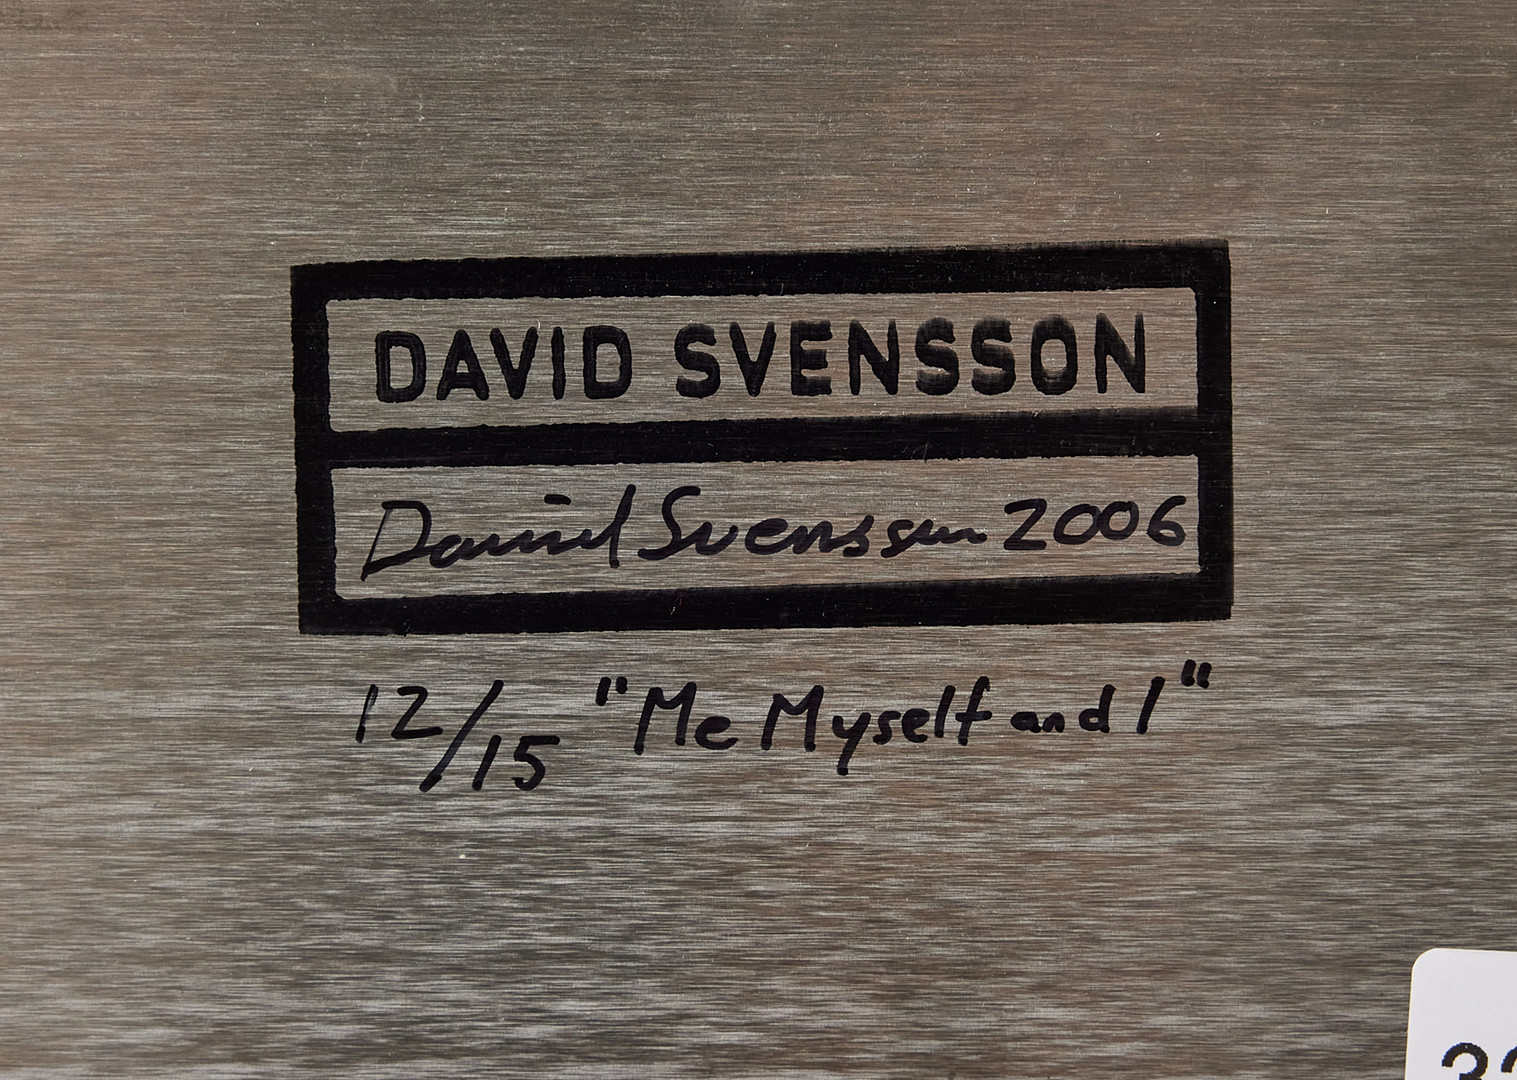 DAVID SVENSSON
David Svensson 2006
12/15 "Me Myself and I"